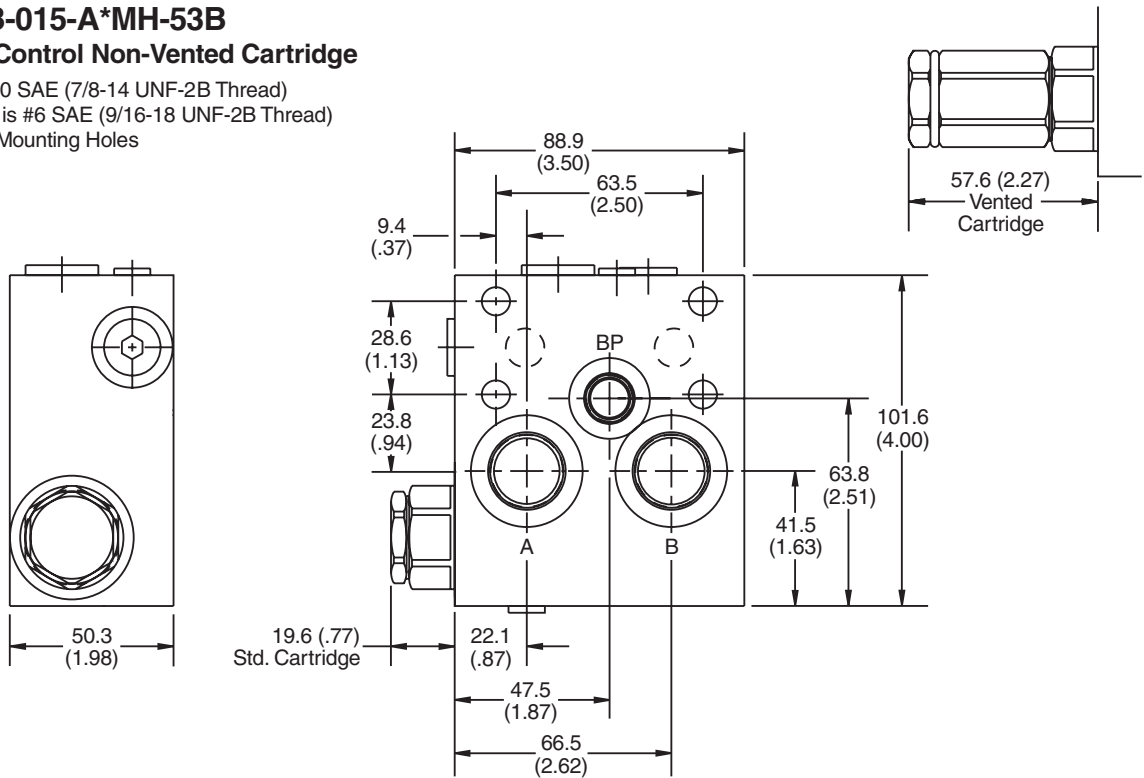 -015-A*MH-53B
Control Non-Vented Cartridge
0 SAE (7/8-14 UNF-2B Thread)
is #6 SAE (9/16-18 UNF-2B Thread)
Mounting Holes
57.6 (2.27)
Vented
Cartridge
88.9
(3.50)
63.5
(2.50)
9.4
(.37)
28.6
(1.13)
23.8
(.94)
BP
A
B
101.6
(4.00)
63.8
(2.51)
41.5
(1.63)
50.3
(1.98)
19.6 (.77)
Std. Cartridge
22.1
(.87)
47.5
(1.87)
66.5
(2.62)